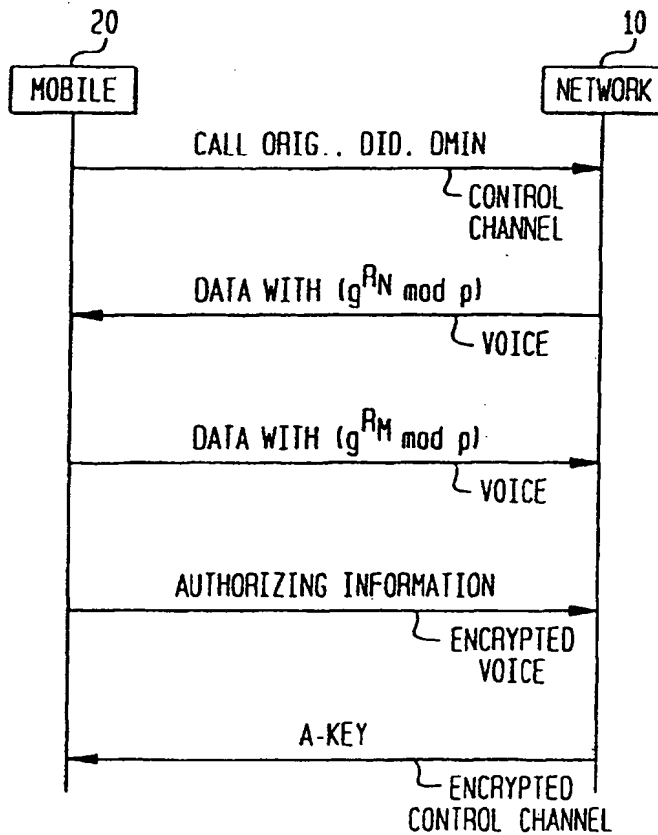 20
10
MOBILE
NETWORK
CALL ORIG., DID, DMIN
CONTROL
CHANNEL
DATA WITH (g^RN mod p)
VOICE
DATA WITH (g^RM mod p)
VOICE
AUTHORIZING INFORMATION
ENCRYPTED
VOICE
A-KEY
ENCRYPTED
CONTROL CHANNEL